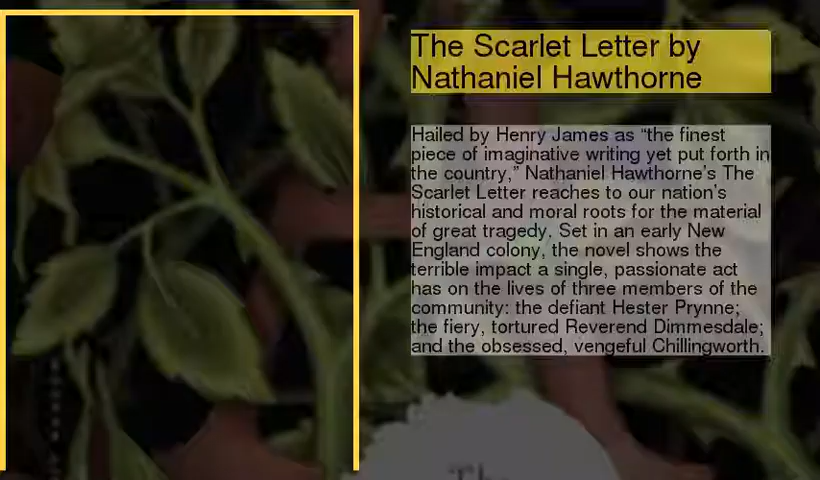 The Scarlet Letter by
Nathaniel Hawthorne
Hailed by Henry James as “the finest
piece of imaginative writing yet put forth in
the country,” Nathaniel Hawthorne’s The
Scarlet Letter reaches to our nation’s
historical and moral roots for the material
of great tragedy. Set in an early New
England colony, the novel shows the
terrible impact a single, passionate act
has on the lives of three members of the
community: the defiant Hester Prynne;
the fiery, tortured Reverend Dimmesdale;
and the obsessed, vengeful Chillingworth.